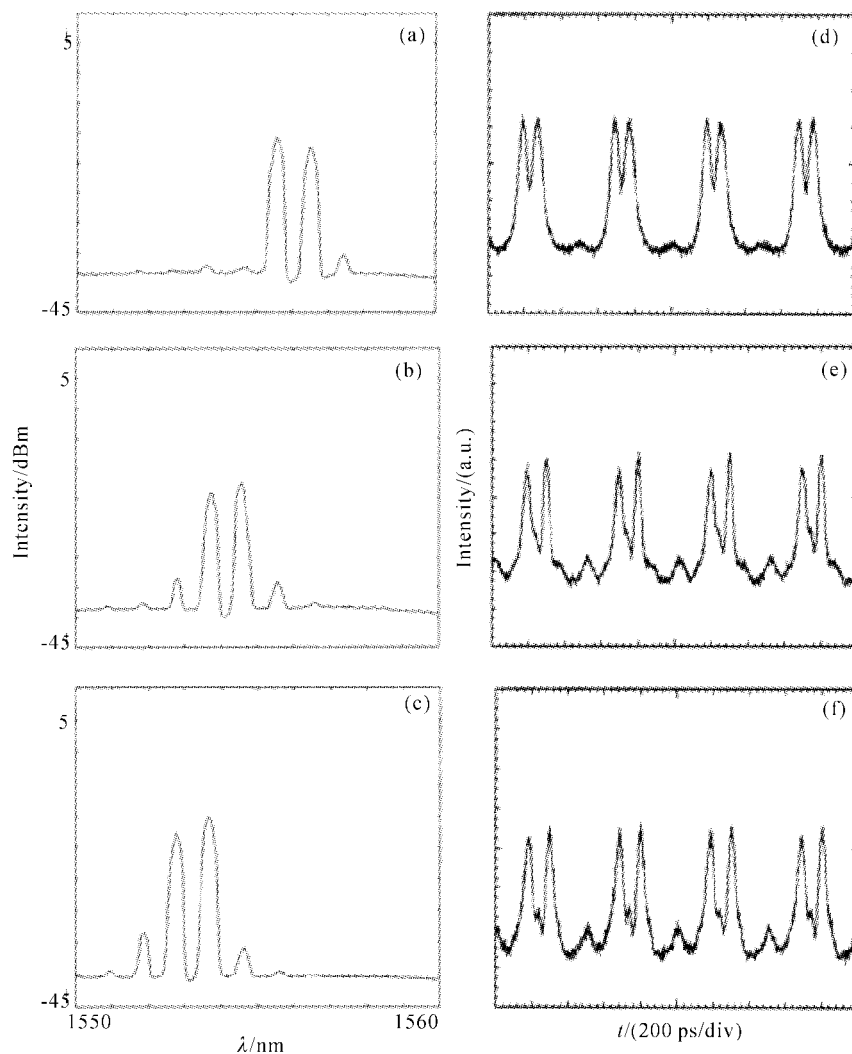 5
(a)
-45
(d)
5
(b)
-45
(e)
Intensity/dBm
Intensity/(a.u.)
5
(c)
-45
(f)
1550
1560
λ/nm
t/(200 ps/div)